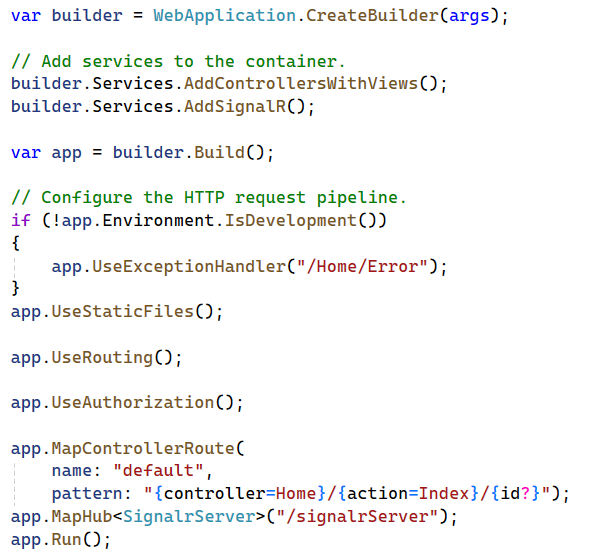 var builder = WebApplication.CreateBuilder(args);
// Add services to the container.
builder.Services.AddControllersWithViews();
builder.Services.AddSignalR();
var app = builder.Build();
// Configure the HTTP request pipeline.
if (!app.Environment.IsDevelopment())
{
    app.UseExceptionHandler("/Home/Error");
}
app.UseStaticFiles();
app.UseRouting();
app.UseAuthorization();
app.MapControllerRoute(
    name: "default",
    pattern: "{controller=Home}/{action=Index}/{id?}");
app.MapHub<SignalrServer>("/signalrServer");
app.Run();